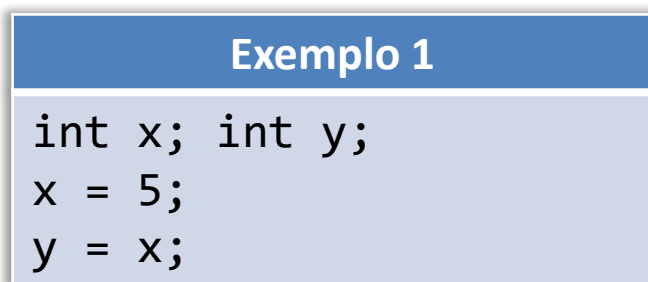 Exemplo 1
int x; int y;
x = 5;
y = x;